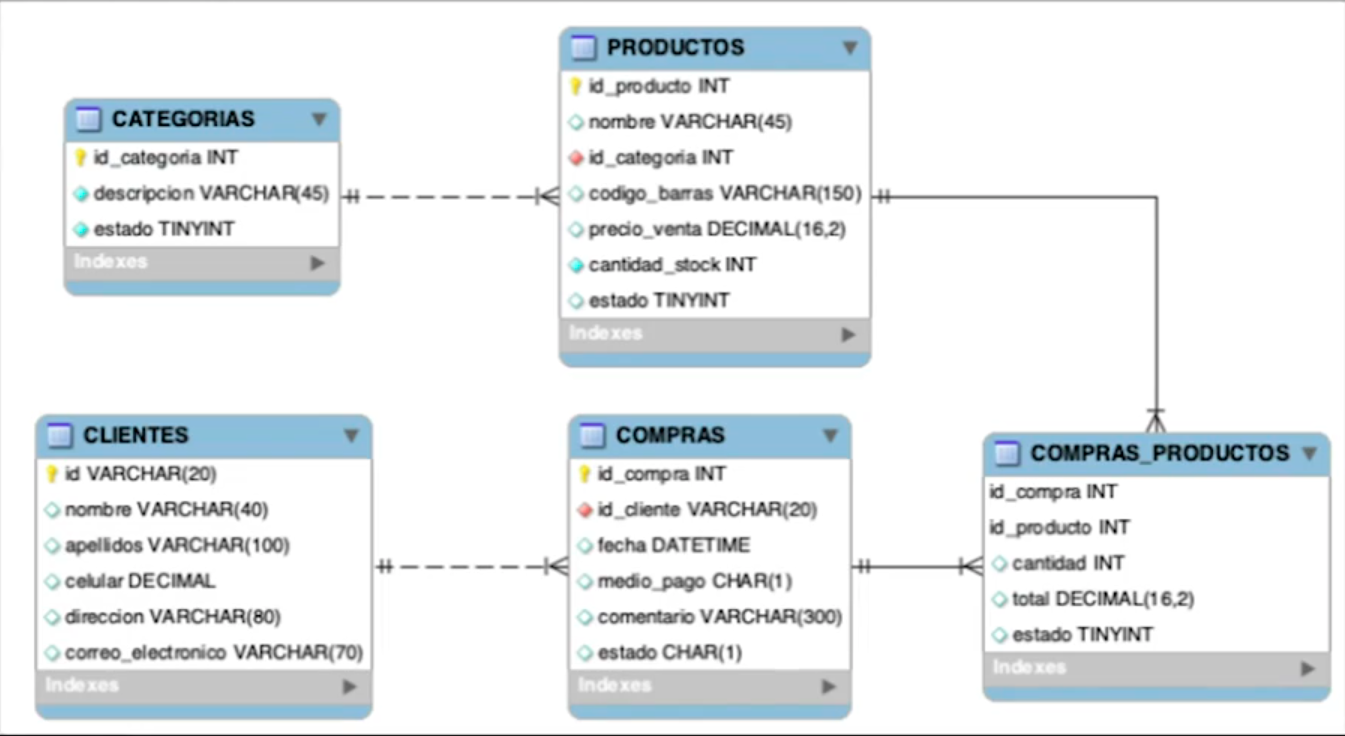 CATEGORIAS
id_categoria INT
descripcion VARCHAR(45)
estado TINYINT
Indexes
PRODUCTOS
id_producto INT
nombre VARCHAR(45)
id_categoria INT
codigo_barras VARCHAR(150)
precio_venta DECIMAL(16,2)
cantidad_stock INT
estado TINYINT
Indexes
CLIENTES
id VARCHAR(20)
nombre VARCHAR(40)
apellidos VARCHAR(100)
celular DECIMAL
direccion VARCHAR(80)
correo_electronico VARCHAR(70)
Indexes
COMPRAS
id_compra INT
id_cliente VARCHAR(20)
fecha DATETIME
medio_pago CHAR(1)
comentario VARCHAR(300)
estado CHAR(1)
Indexes
COMPRAS_PRODUCTOS
id_compra INT
id_producto INT
cantidad INT
total DECIMAL(16,2)
estado TINYINT
Indexes